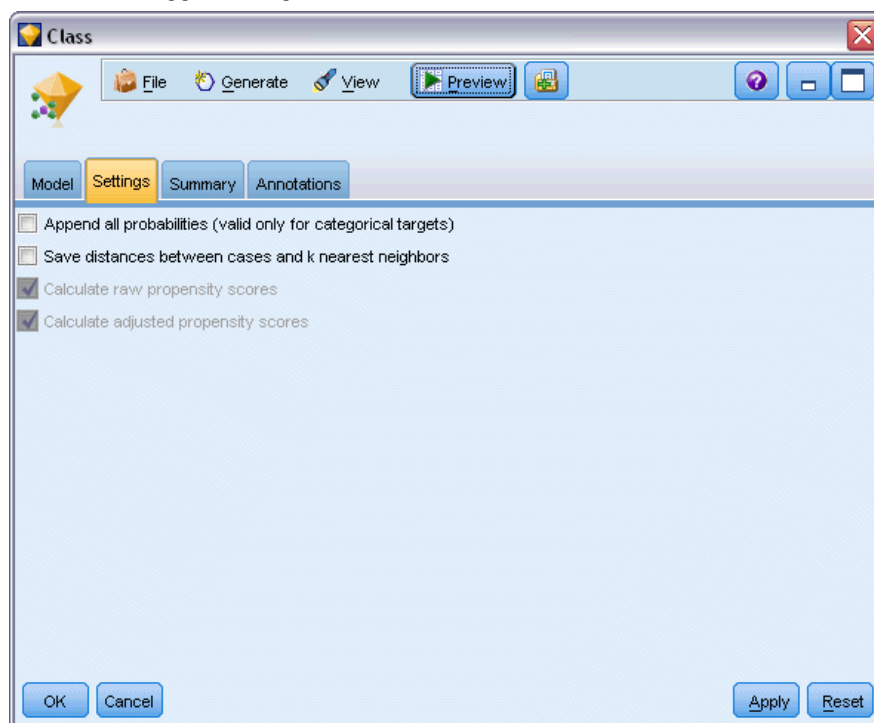 Class
File Generate View Preview
Model Settings Summary Annotations
Append all probabilities (valid only for categorical targets)
Save distances between cases and k nearest neighbors
Calculate raw propensity scores
Calculate adjusted propensity scores
OK Cancel Apply Reset